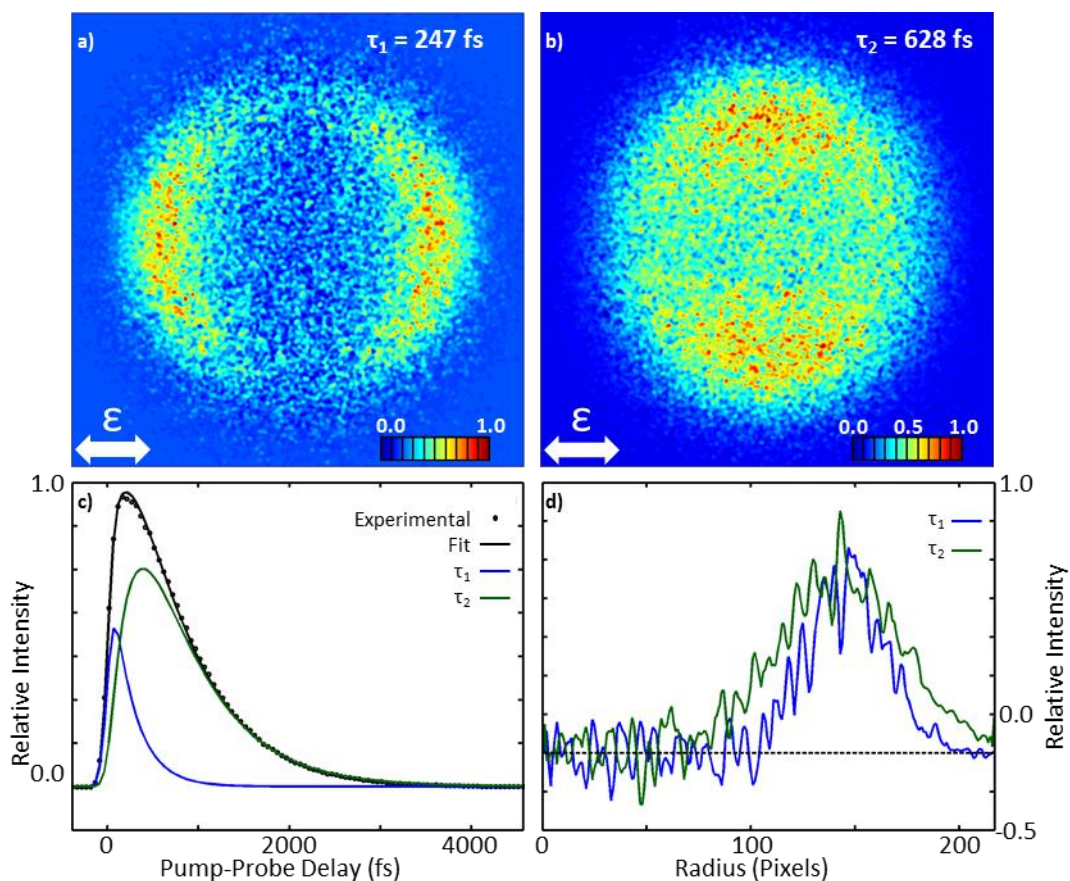 a)
τ₁ = 247 fs
ε
0.0 1.0
b)
τ₂ = 628 fs
ε
0.0 0.5 1.0
c)
1.0
0.0
Relative Intensity
Experimental
Fit
τ₁
τ₂
0 2000 4000
Pump-Probe Delay (fs)
d)
τ₁
τ₂
1.0
0.0
-0.5
Relative Intensity
0 100 200
Radius (Pixels)